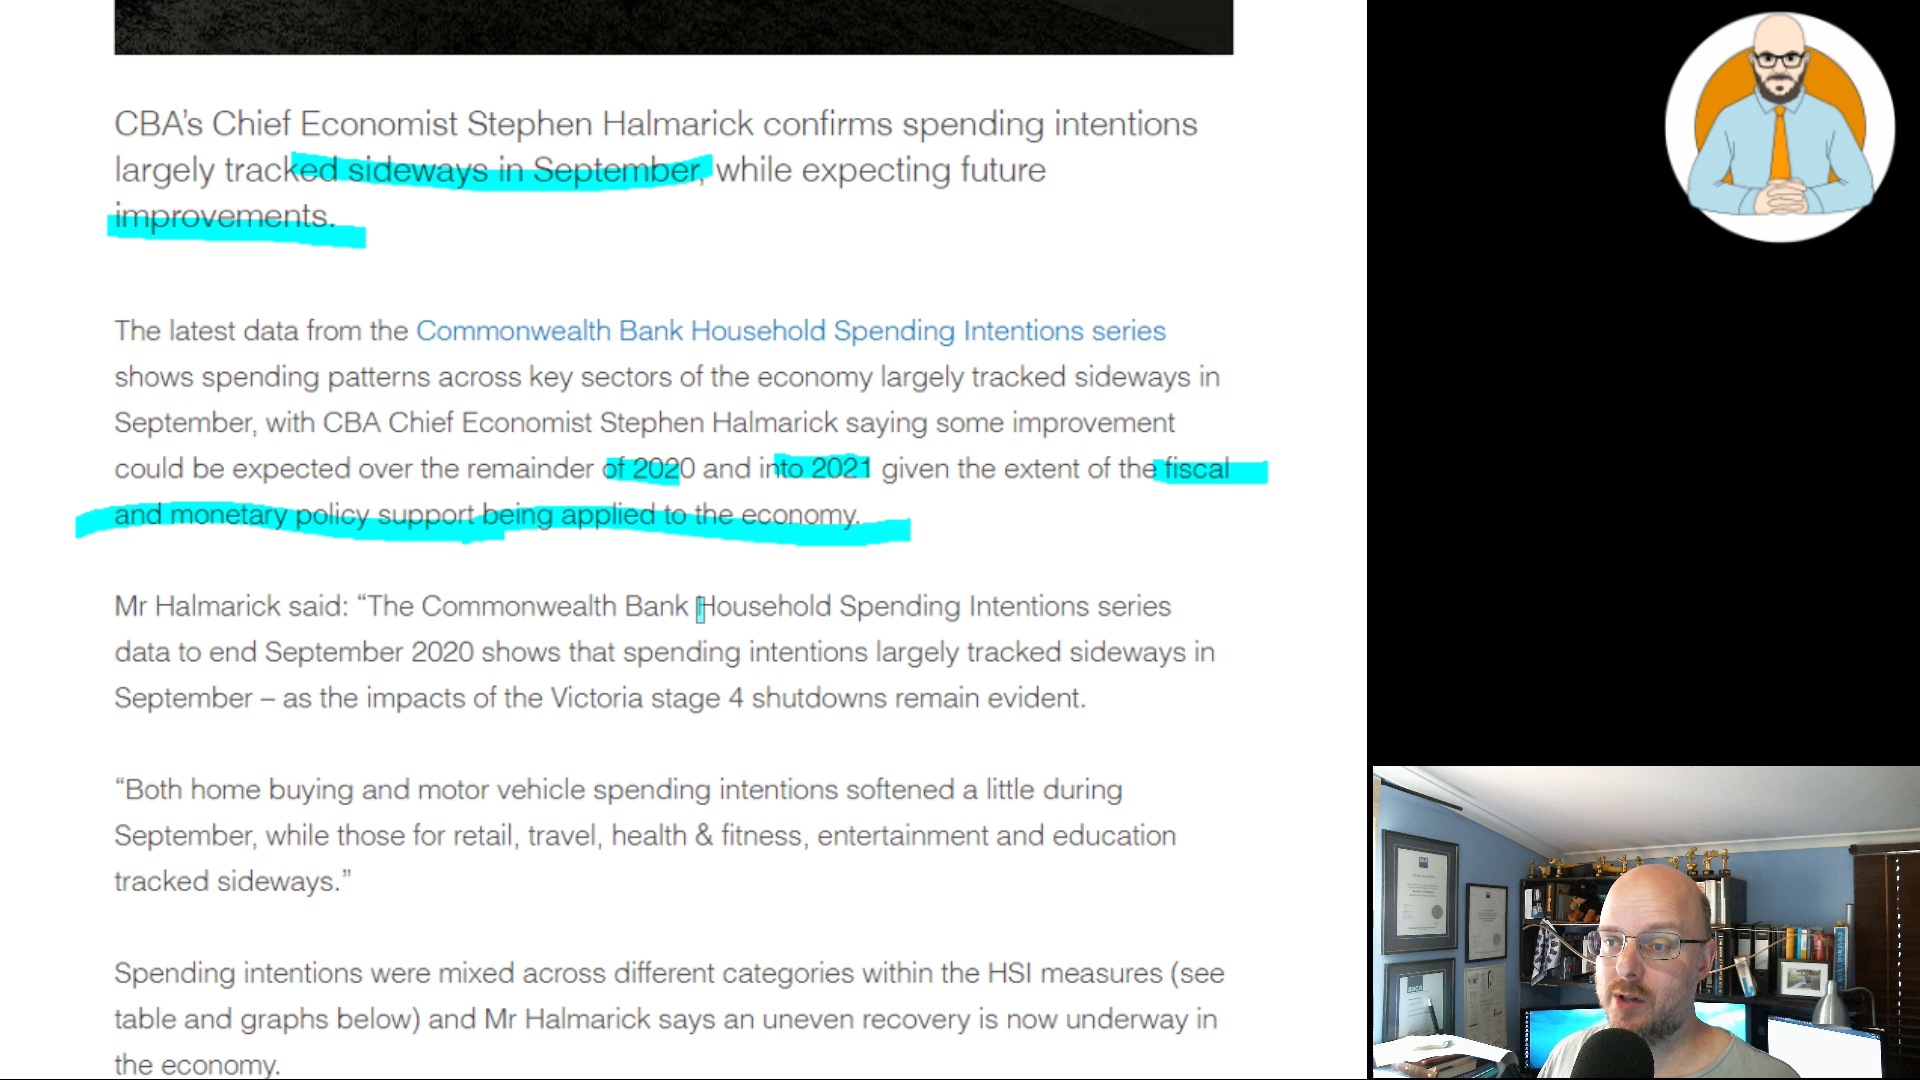 CBA’s Chief Economist Stephen Halmarick confirms spending intentions
largely tracked sideways in September, while expecting future
improvements.
The latest data from the Commonwealth Bank Household Spending Intentions series
shows spending patterns across key sectors of the economy largely tracked sideways in
September, with CBA Chief Economist Stephen Halmarick saying some improvement
could be expected over the remainder of 2020 and into 2021 given the extent of the fiscal
and monetary policy support being applied to the economy.
Mr Halmarick said: “The Commonwealth Bank Household Spending Intentions series
data to end September 2020 shows that spending intentions largely tracked sideways in
September – as the impacts of the Victoria stage 4 shutdowns remain evident.
“Both home buying and motor vehicle spending intentions softened a little during
September, while those for retail, travel, health & fitness, entertainment and education
tracked sideways.”
Spending intentions were mixed across different categories within the HSI measures (see
table and graphs below) and Mr Halmarick says an uneven recovery is now underway in
the economy.